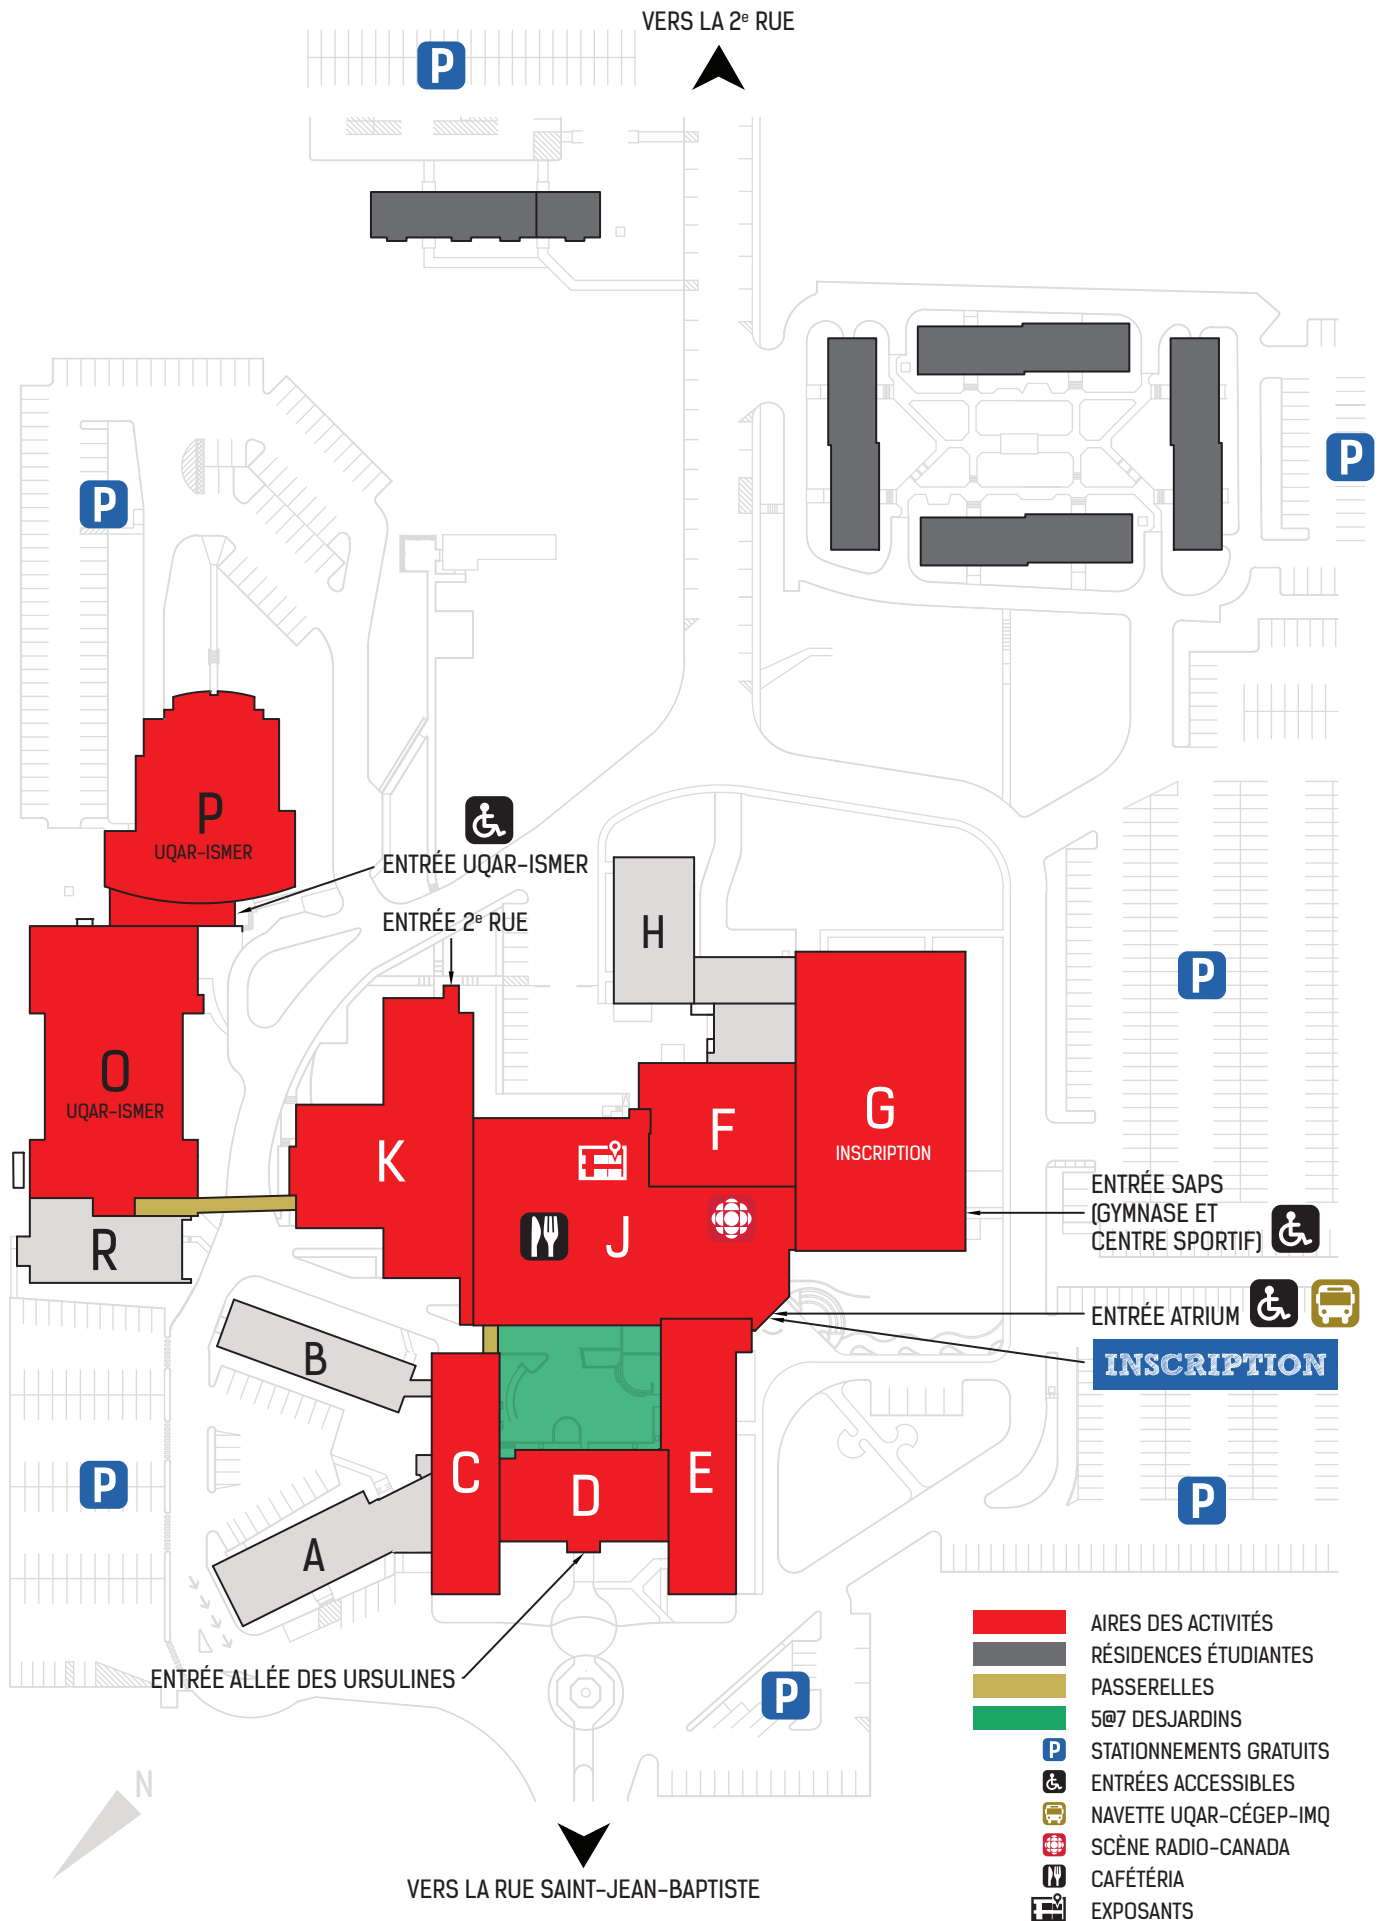 VERS LA 2e RUE
P
P
P
P
UQAR-ISMER
ENTRÉE UQAR-ISMER
ENTRÉE 2e RUE
H
P
O
UQAR-ISMER
G
INSCRIPTION
F
K
J
ENTRÉE SAPS
(GYMNASE ET
CENTRE SPORTIF)
R
ENTRÉE ATRIUM
INSCRIPTION
B
C
E
D
P
P
A
AIRES DES ACTIVITÉS
RÉSIDENCES ÉTUDIANTES
ENTRÉE ALLÉE DES URSULINES
PASSERELLES
P
5@7 DESJARDINS
P STATIONNEMENTS GRATUITS
N
ENTRÉES ACCESSIBLES
NAVETTE UQAR-CÉGEP-IMQ
SCÈNE RADIO-CANADA
CAFÉTÉRIA
VERS LA RUE SAINT-JEAN-BAPTISTE
EXPOSANTS